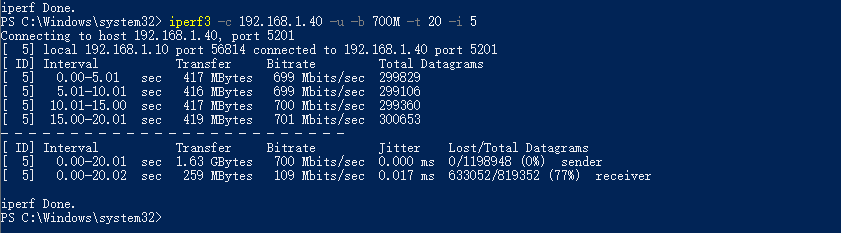 iperf Done.
PS C:\Windows\system32> iperf3 -c 192.168.1.40 -u -b 700M -t 20 -i 5
Connecting to host 192.168.1.40, port 5201
[  5] local 192.168.1.10 port 56814 connected to 192.168.1.40 port 5201
[ ID] Interval           Transfer     Bitrate         Total Datagrams
[  5]   0.00-5.01   sec   417 MBytes   699 Mbits/sec  299829
[  5]   5.01-10.01  sec   416 MBytes   699 Mbits/sec  299106
[  5]  10.01-15.00  sec   417 MBytes   700 Mbits/sec  299360
[  5]  15.00-20.01  sec   419 MBytes   701 Mbits/sec  300653
- - - - - - - - - - - - - - - - - - - - - - - - -
[ ID] Interval           Transfer     Bitrate         Jitter    Lost/Total Datagrams
[  5]   0.00-20.01  sec  1.63 GBytes   700 Mbits/sec  0.000 ms  0/1198948 (0%)  sender
[  5]   0.00-20.02  sec   259 MBytes   109 Mbits/sec  0.017 ms  633052/819352 (77%)  receiver
iperf Done.
PS C:\Windows\system32>